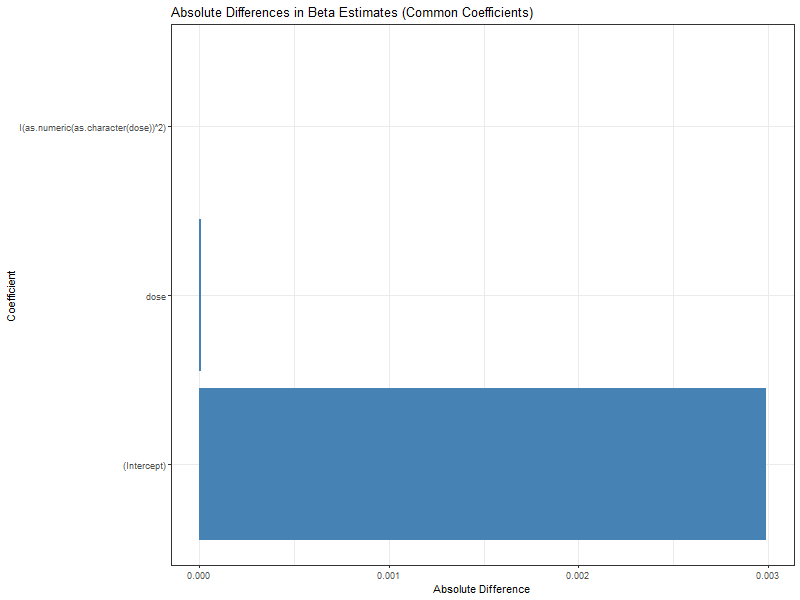 Absolute Differences in Beta Estimates (Common Coefficients)
I(as.numeric(as.character(dose))^2)
dose
(Intercept)
Coefficient
0.000 0.001 0.002 0.003
Absolute Difference